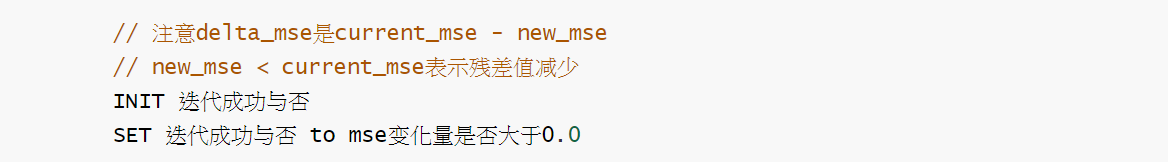 // 注意delta_mse是current_mse - new_mse
// new_mse < current_mse表示残差值减少
INIT 迭代成功与否
SET 迭代成功与否 to mse变化量是否大于0.0